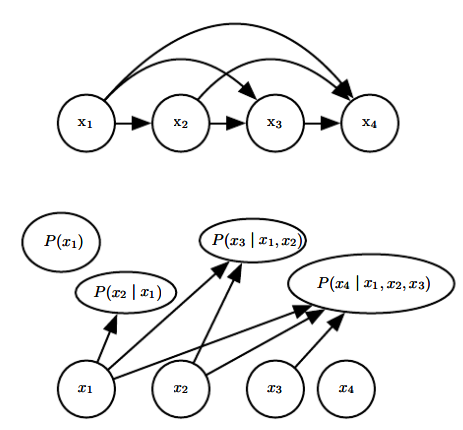 x₁ x₂ x₃ x₄
P(x₁)
P(x₃ | x₁, x₂)
P(x₂ | x₁)
P(x₄ | x₁, x₂, x₃)
x₁ x₂ x₃ x₄